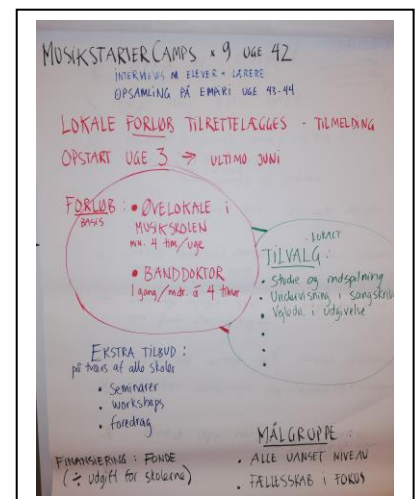 MUSIKSTARTERCAMPS x 9 UGE 42
INTERVIEWS M ELEVER + LÆRERE
OPSAMLING PÅ EMPIRI UGE 43-44
LOKALE FORLØB TILRETTELÆGGES - TILMELDING
OPSTART UGE 3 → ULTIMO JUNI
FORLØB :
BASIS
• ØVELOKALE i
MUSIKSKOLEN
min. 4 tim/uge
• BANDDOKTOR
1 gang/mdr. á 4 timer
LOKALT
TILVALG :
• Studie og indspilning
• Undervisning i sangskriv
• Vejledn. i udgivelse
•
•
•
EKSTRA TILBUD :
på tværs af alle skoler
• Seminarer
• workshops
• foredrag
FINANSIERING : FONDE
(÷ udgift for skolerne)
MÅLGRUPPE :
• ALLE UANSET NIVEAU
• FÆLLESSKAB I FOKUS